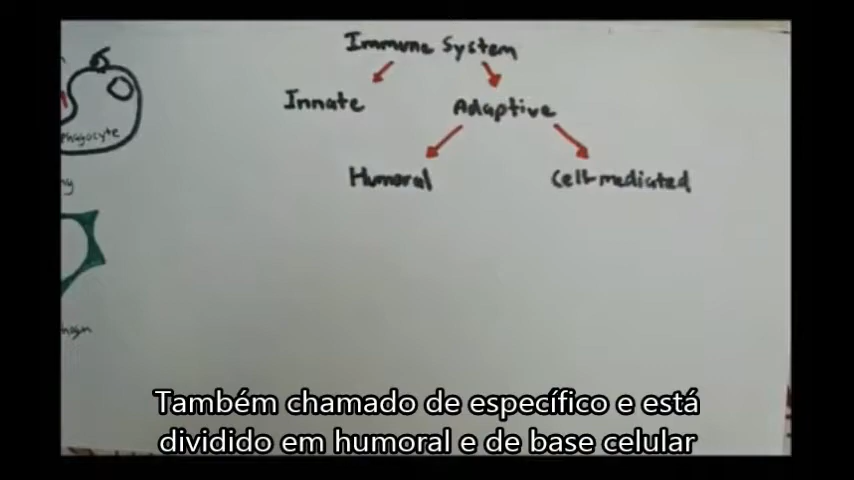 Immune System
Innate
Adaptive
phagocyte
Humoral
Cell-mediated
Também chamado de específico e está
dividido em humoral e de base celular